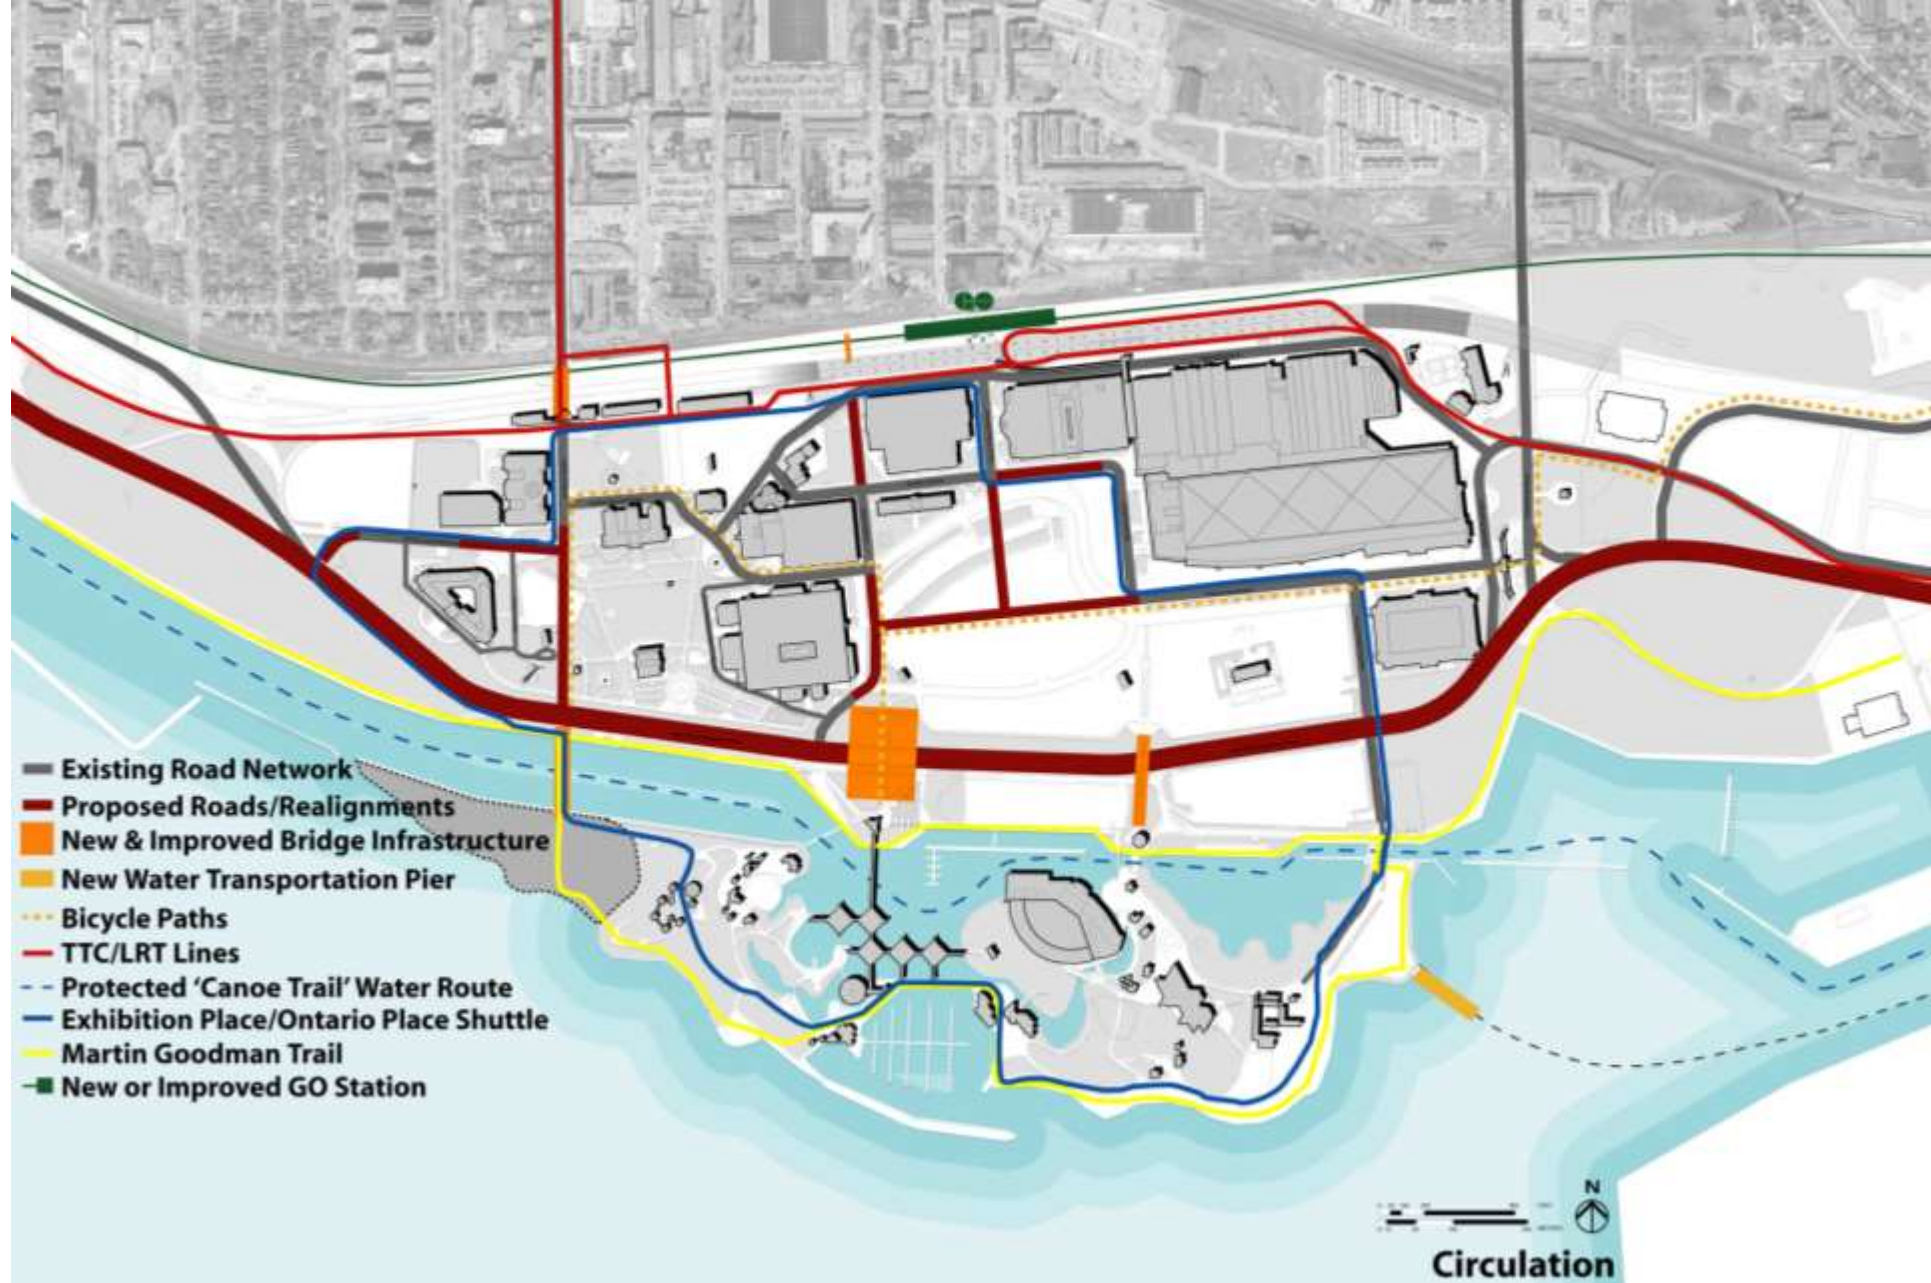 Existing Road Network
Proposed Roads/Realignments
New & Improved Bridge Infrastructure
New Water Transportation Pier
Bicycle Paths
TTC/LRT Lines
Protected ‘Canoe Trail’ Water Route
Exhibition Place/Ontario Place Shuttle
Martin Goodman Trail
New or Improved GO Station
N
Circulation